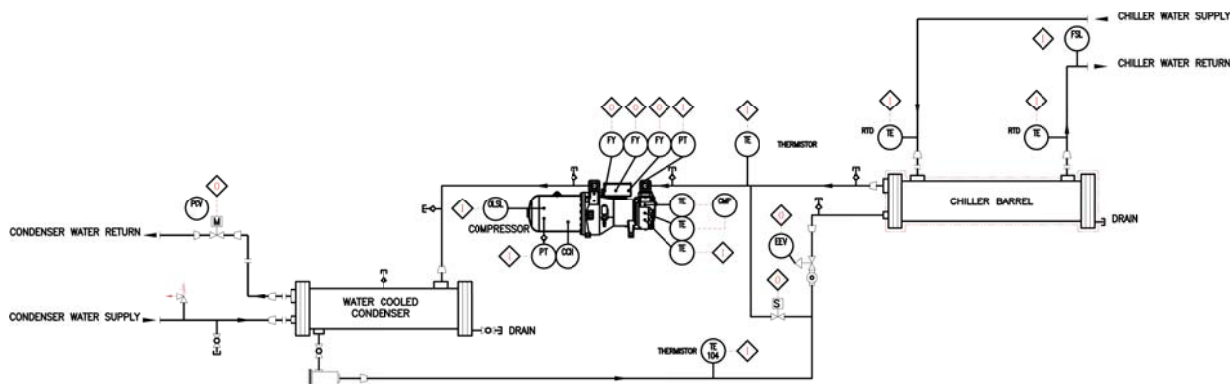 CHILLER WATER SUPPLY
FSL
I
CHILLER WATER RETURN
O
O
O
I
I
I
I
FY
FY
FY
PT
TE
THERMISTOR
RTD
TE
RTD
TE
O
PCV
M
CONDENSER WATER RETURN
I
OLSL
COMPRESSOR
TE
TE
TE
I
I
PT
O
EEV
CHILLER BARREL
DRAIN
O
S
WATER COOLED
CONDENSER
CONDENSER WATER SUPPLY
DRAIN
THERMISTOR
TE
104
I